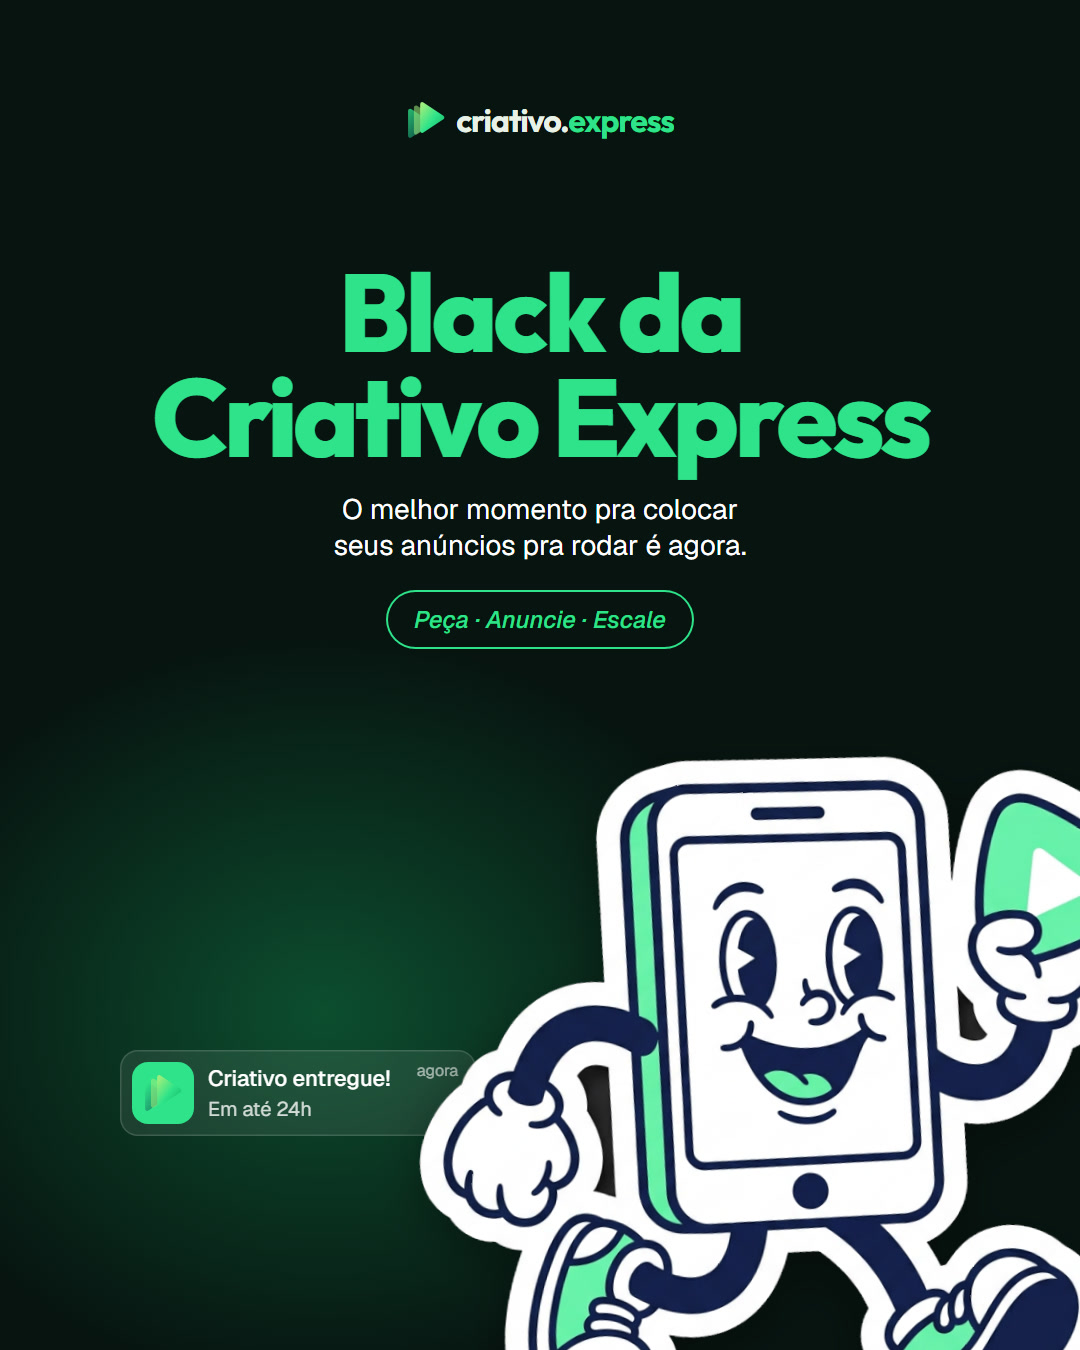 criativo.express
Black da
Criativo Express
O melhor momento pra colocar
seus anúncios pra rodar é agora.
Peça · Anuncie · Escale
Criativo entregue!
agora
Em até 24h